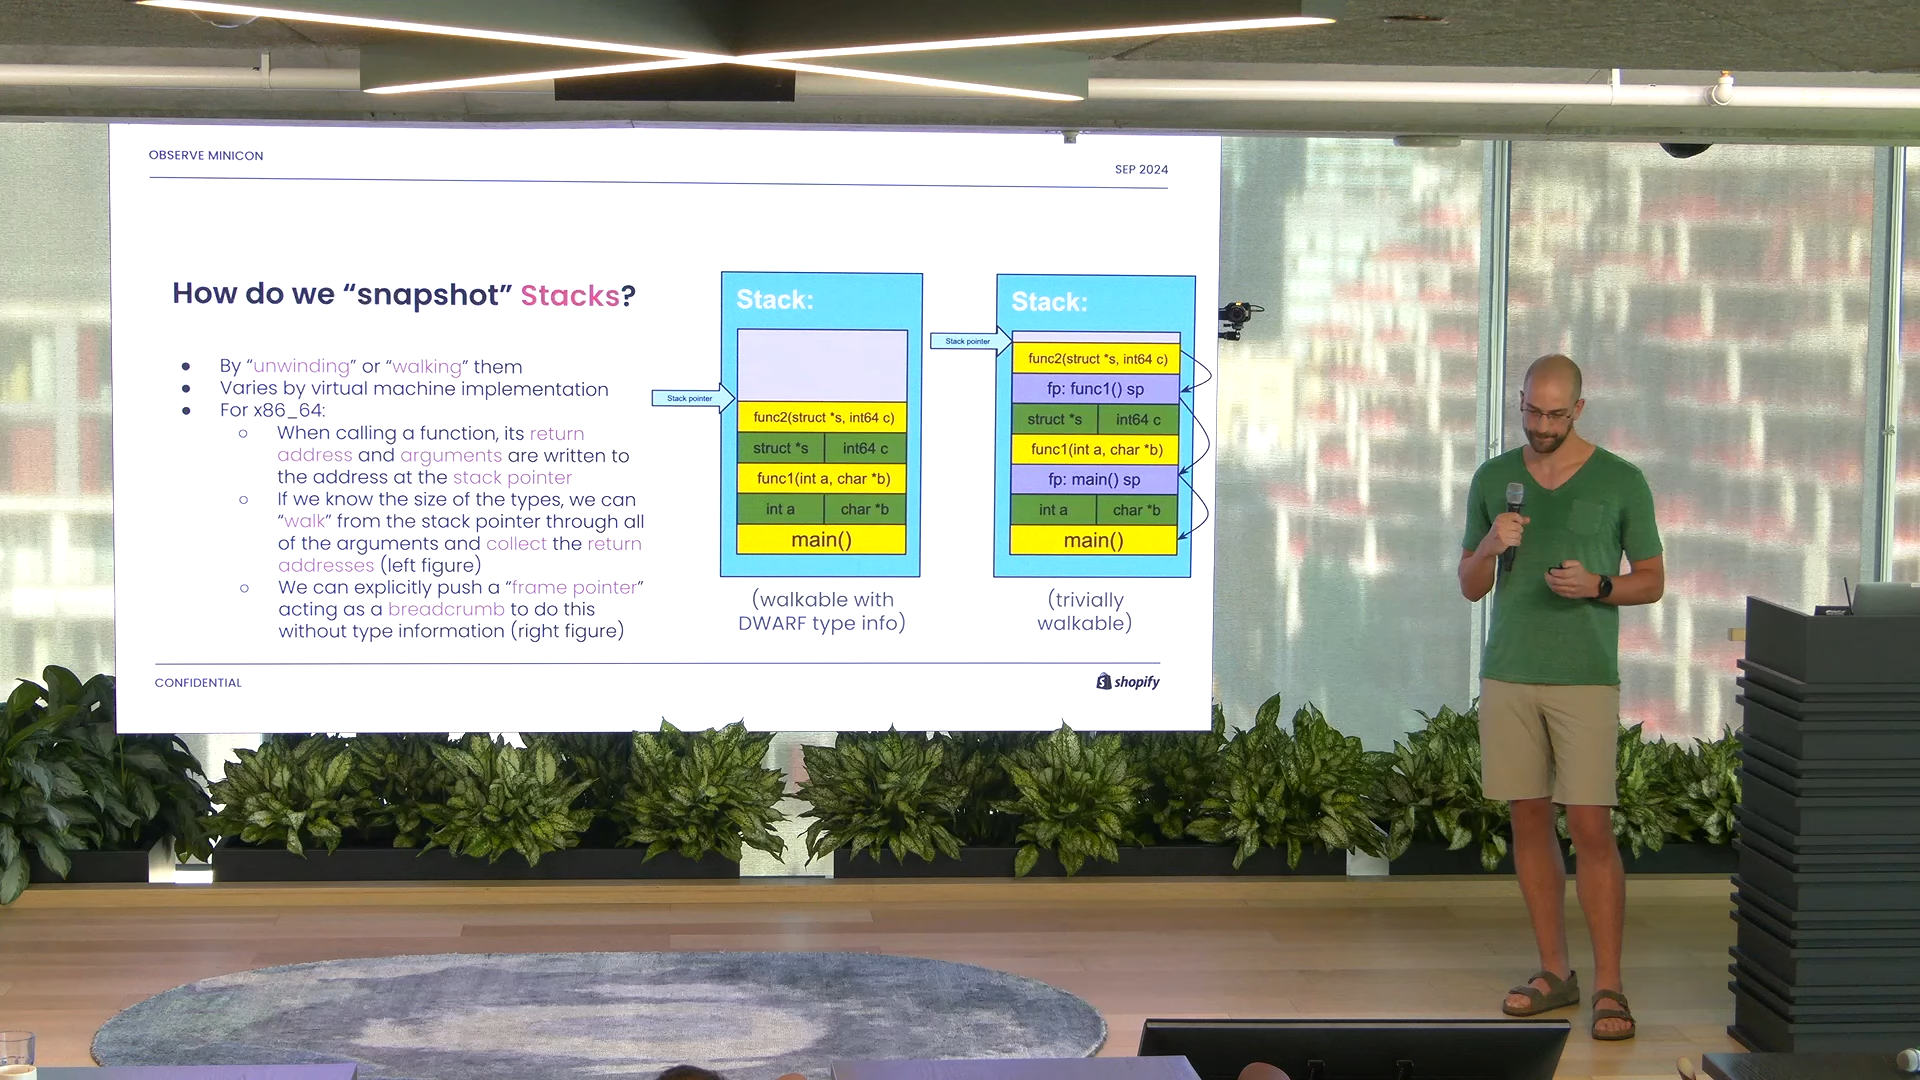 OBSERVE MINICON
SEP 2024
How do we “snapshot” Stacks?
● By “unwinding” or “walking” them
● Varies by virtual machine implementation
● For x86_64:
○ When calling a function, its return
address and arguments are written to
the address at the stack pointer
○ If we know the size of the types, we can
“walk” from the stack pointer through all
of the arguments and collect the return
addresses (left figure)
○ We can explicitly push a “frame pointer”
acting as a breadcrumb to do this
without type information (right figure)
Stack:
Stack pointer
func2(struct *s, int64 c)
struct *s int64 c
func1(int a, char *b)
int a char *b
main()
(walkable with
DWARF type info)
Stack:
Stack pointer
func2(struct *s, int64 c)
fp: func1() sp
struct *s int64 c
func1(int a, char *b)
fp: main() sp
int a char *b
main()
(trivially
walkable)
CONFIDENTIAL
shopify